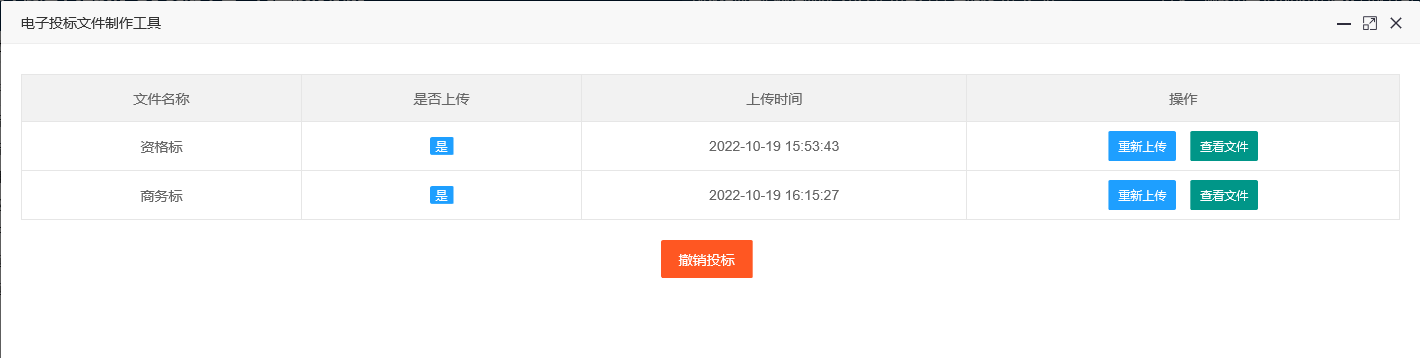 电子投标文件制作工具
文件名称 是否上传 上传时间 操作
资格标 是 2022-10-19 15:53:43 重新上传 查看文件
商务标 是 2022-10-19 16:15:27 重新上传 查看文件
撤销投标